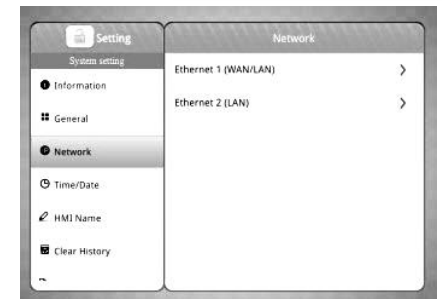 Setting
System setting
Information
General
Network
Time/Date
HMI Name
Clear History
Network
Ethernet 1 (WAN/LAN)
Ethernet 2 (LAN)